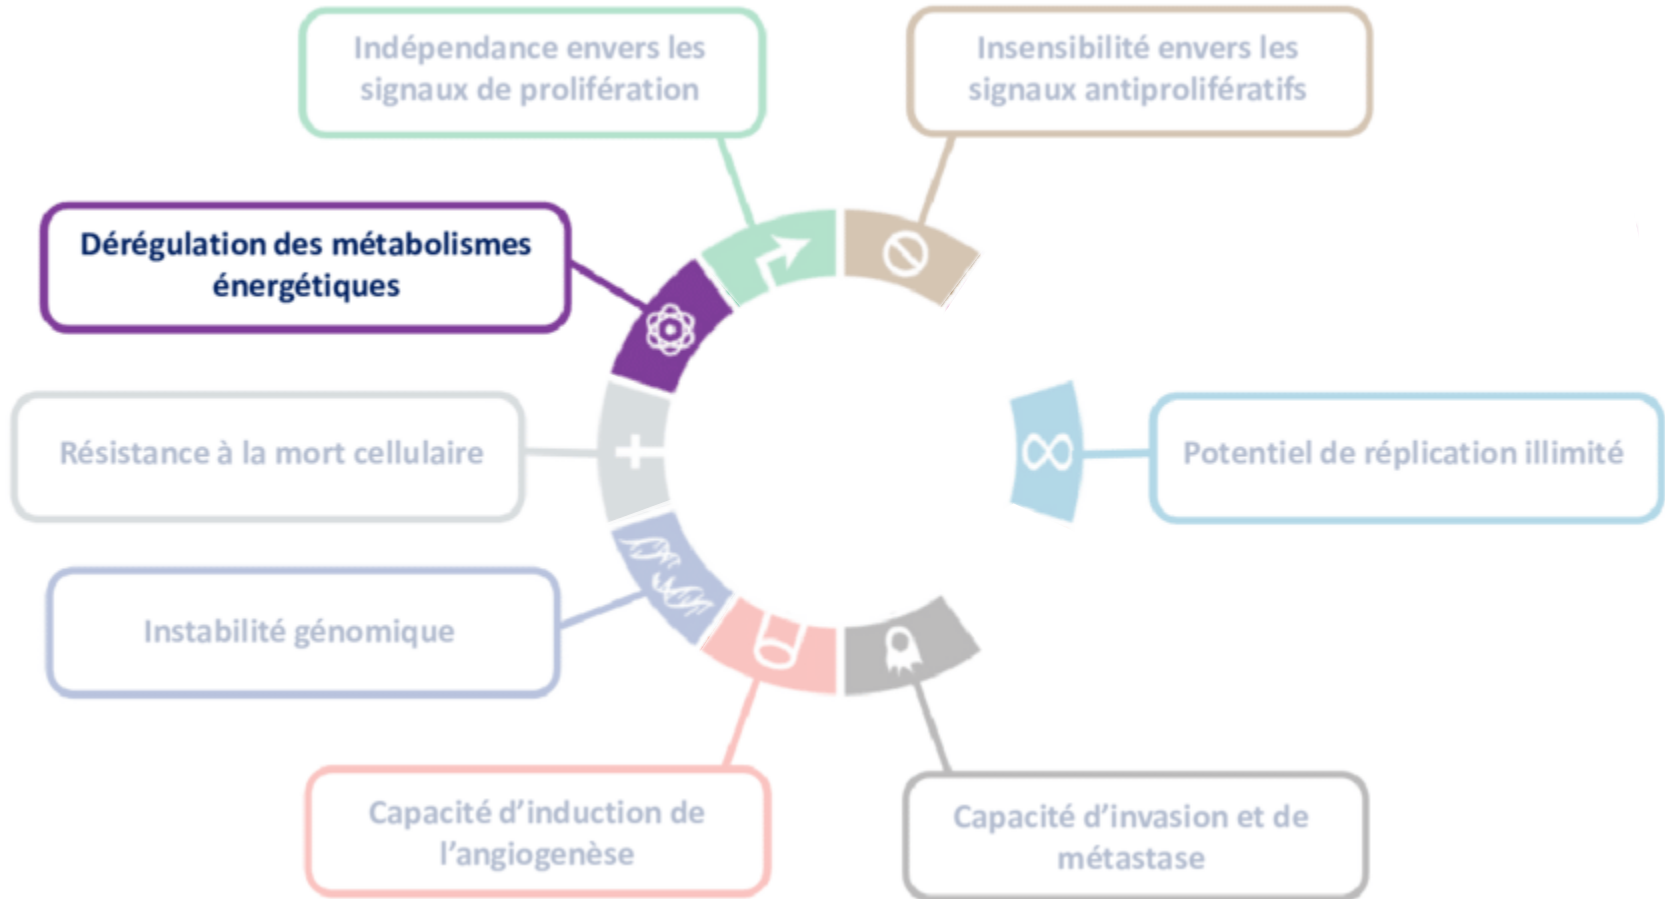 Indépendance envers les
signaux de prolifération
Insensibilité envers les
signaux antiprolifératifs
Dérégulation des métabolismes
énergétiques
Résistance à la mort cellulaire
Potentiel de réplication illimité
Instabilité génomique
Capacité d'induction de
l'angiogenèse
Capacité d'invasion et de
métastase